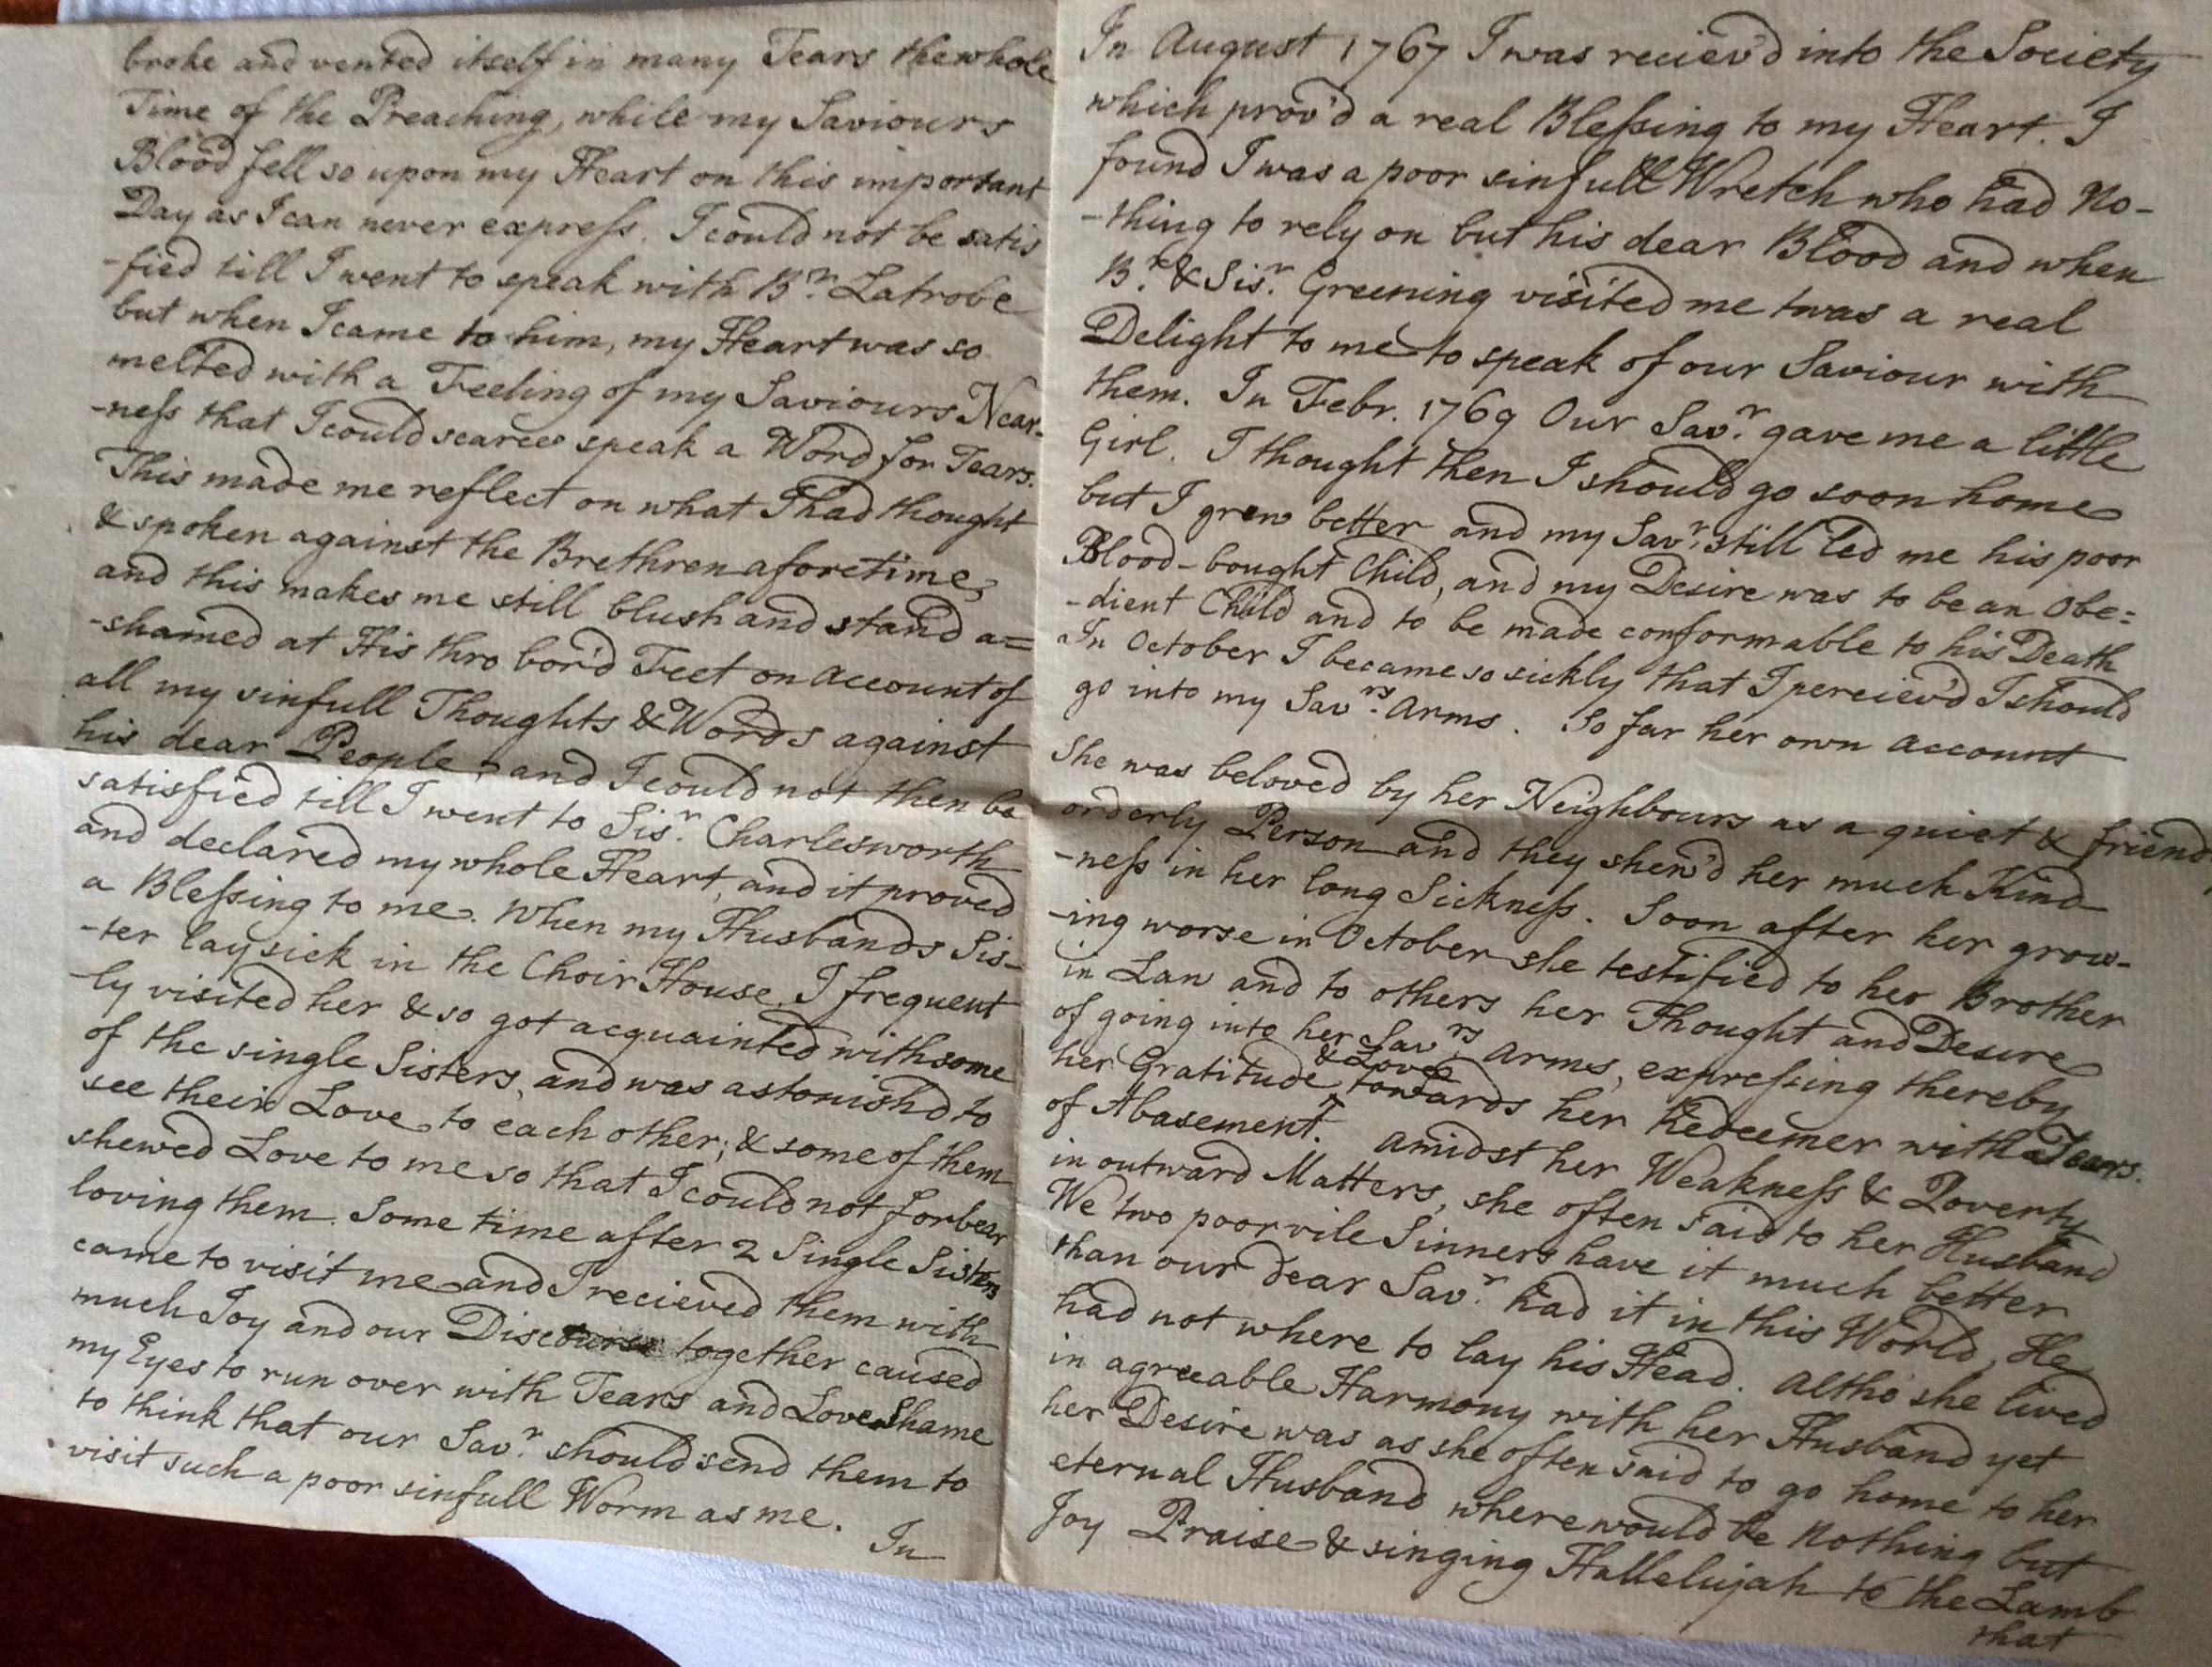 broke and vented itself in many Tears the whole
Time of the Preaching, while my Saviours
Blood fell so upon my Heart on this important
Day as I can never express. I could not be satis
-fied till I went to speak with Br. Latrobe
but when I came to him, my Heart was so
melted with a Feeling of my Saviours Near-
-ness that I could scarce speak a Word for Tears.
This made me reflect on what I had thought
& spoken against the Brethren aforetime,
and this makes me still blush and stand a=
-shamed at His thro bor'd Feet on Account of
all my sinfull Thoughts & Words against
his dear People, and I could not then be
satisfied till I went to Sisr. Charlesworth
and declared my whole Heart, and it proved
a Blessing to me. When my Husbands Sis-
-ter lay sick in the Choir House, I frequent
-ly visited her & so got acquainted with some
of the single Sisters, and was astonish'd to
see their Love to each other; & some of them
shewed Love to me so that I could not forbear
loving them. Some time after 2 Single Sisters
came to visit me and I recieved them with
much Joy and our Discourse together caused
my Eyes to run over with Tears and Love Shame
to think that our Savr. should send them to
visit such a poor sinfull Worm as me.
In
In August 1767 I was reciev'd into the Society
which prov'd a real Blessing to my Heart. I
found I was a poor sinfull Wretch who had No-
-thing to rely on but his dear Blood and when
Br. & Sisr. Greening visited me twas a real
Delight to me to speak of our Saviour with
them. In Febr. 1769 Our Savr. gave me a little
Girl. I thought then I should go soon home
but I grew better and my Savr. still led me his poor
Blood-bought Child, and my Desire was to be an Obe=
-dient Child and to be made conformable to his Death
In October I became so sickly that I perciev'd I should
go into my Savrs. Arms. So far her own Account
She was beloved by her Neighbours as a quiet & friend
orderly Person and they shew'd her much Kind
-ness in her long Sickness. Soon after her grow-
-ing worse in October she testified to her Brother
in Law and to others her Thought and Desire
of going into her Savrs. Arms, expressing thereby
her Gratitude & Love towards her Redeemer with Tears
of Abasement. Amidst her Weakness & Poverty
in outward Matters, she often said to her Husband
We two poor vile Sinners have it much better
than our dear Savr. had it in this World, He
had not where to lay his Head. Altho she lived
in agreeable Harmony with her Husband yet
her Desire was as she often said to go home to her
eternal Husband where would be Nothing but
Joy Praise & singing Hallelujah to the Lamb
that